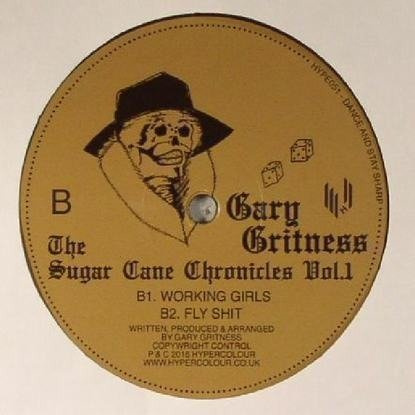 B
Gary
Gritness
The
Sugar Cane Chronicles Vol.1
B1. WORKING GIRLS
B2. FLY SHIT
WRITTEN, PRODUCED & ARRANGED
BY GARY GRITNESS
COPYWRIGHT CONTROL
P & C 2016 HYPERCOLOUR
WWW.HYPERCOLOUR.CO.UK
HYPE051 - DANCE AND STAY SHARP
H